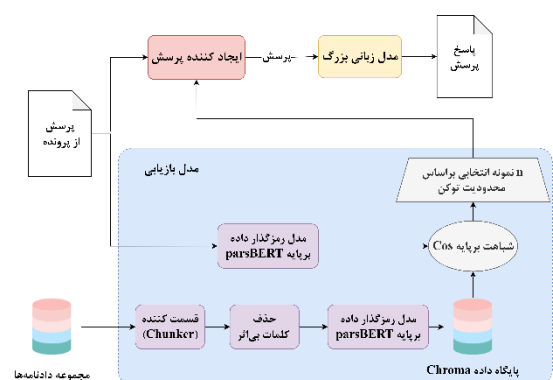 ایجاد کننده پرسش
پرسش
مدل زبانی بزرگ
پاسخ
پرسش
پرسش
از پرونده
مدل بازیابی
n نمونه انتخابی براساس
محدودیت توکن
مدل رمزگذار داده
برپایه parsBERT
شباهت برپایه Cos
قسمت کننده
(Chunker)
حذف
کلمات بی‌اثر
مدل رمزگذار داده
برپایه parsBERT
مجموعه دادنامه‌ها
پایگاه داده Chroma